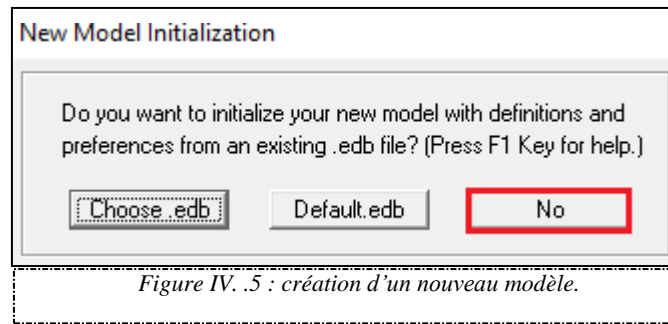 New Model Initialization
Do you want to initialize your new model with definitions and
preferences from an existing .edb file? (Press F1 Key for help.)
Choose .edb Default.edb No
Figure IV. .5 : création d'un nouveau modèle.